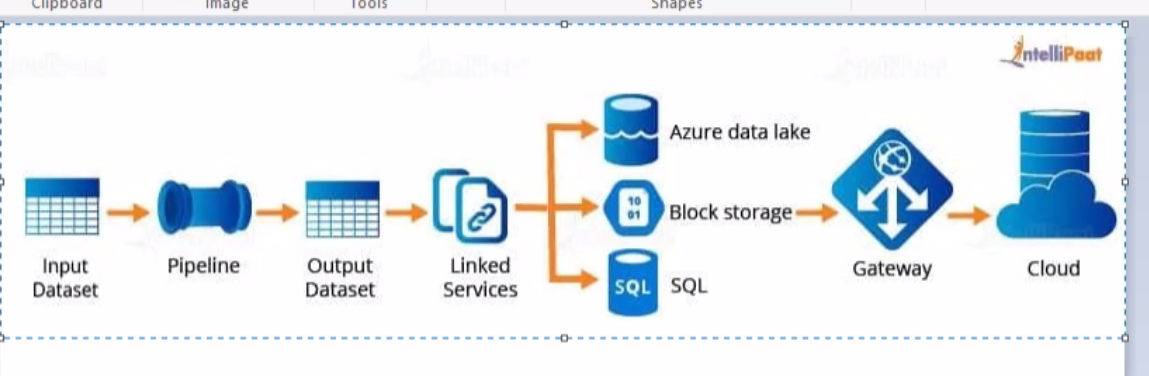 Clipboard
Image
Tools
Shapes
IntelliPaat
Azure data lake
Block storage
SQL
SQL
10
01
Input
Dataset
Pipeline
Output
Dataset
Linked
Services
Gateway
Cloud